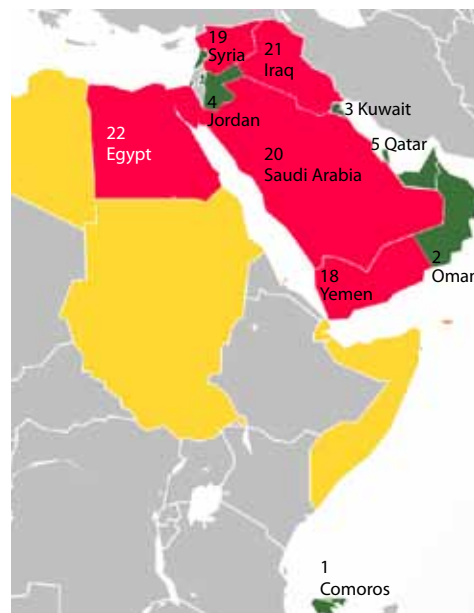 19
Syria
21
Iraq
4
Jordan
3 Kuwait
22
Egypt
5 Qatar
20
Saudi Arabia
2
Oman
18
Yemen
1
Comoros